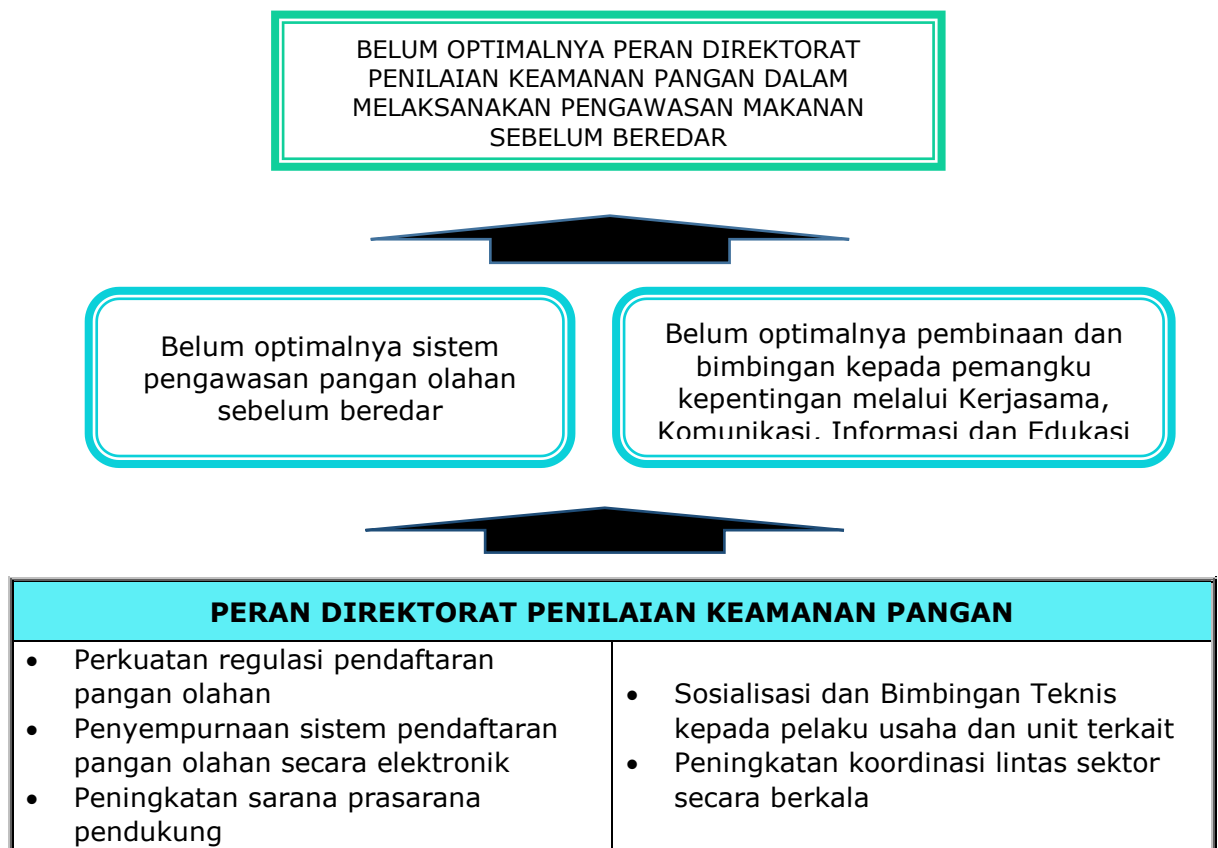 BELUM OPTIMALNYA PERAN DIREKTORAT
PENILAIAN KEAMANAN PANGAN DALAM
MELAKSANAKAN PENGAWASAN MAKANAN
SEBELUM BEREDAR
Belum optimalnya sistem
pengawasan pangan olahan
sebelum beredar
Belum optimalnya pembinaan dan
bimbingan kepada pemangku
kepentingan melalui Kerjasama,
Komunikasi, Informasi dan Edukasi
PERAN DIREKTORAT PENILAIAN KEAMANAN PANGAN
• Perkuatan regulasi pendaftaran
pangan olahan
• Penyempurnaan sistem pendaftaran
pangan olahan secara elektronik
• Peningkatan sarana prasarana
pendukung
• Sosialisasi dan Bimbingan Teknis
kepada pelaku usaha dan unit terkait
• Peningkatan koordinasi lintas sektor
secara berkala